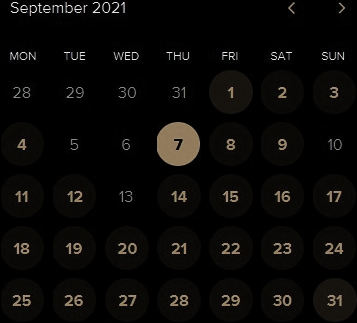 September 2021 < >
MON TUE WED THU FRI SAT SUN
28 29 30 31 1 2 3
4 5 6 7 8 9 10
11 12 13 14 15 16 17
18 19 20 21 22 23 24
25 26 27 28 29 30 31